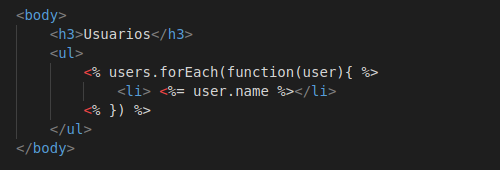 <body>
    <h3>Usuarios</h3>
    <ul>
        <% users.forEach(function(user){ %>
            <li> <%= user.name %></li>
        <% }) %>
    </ul>
</body>